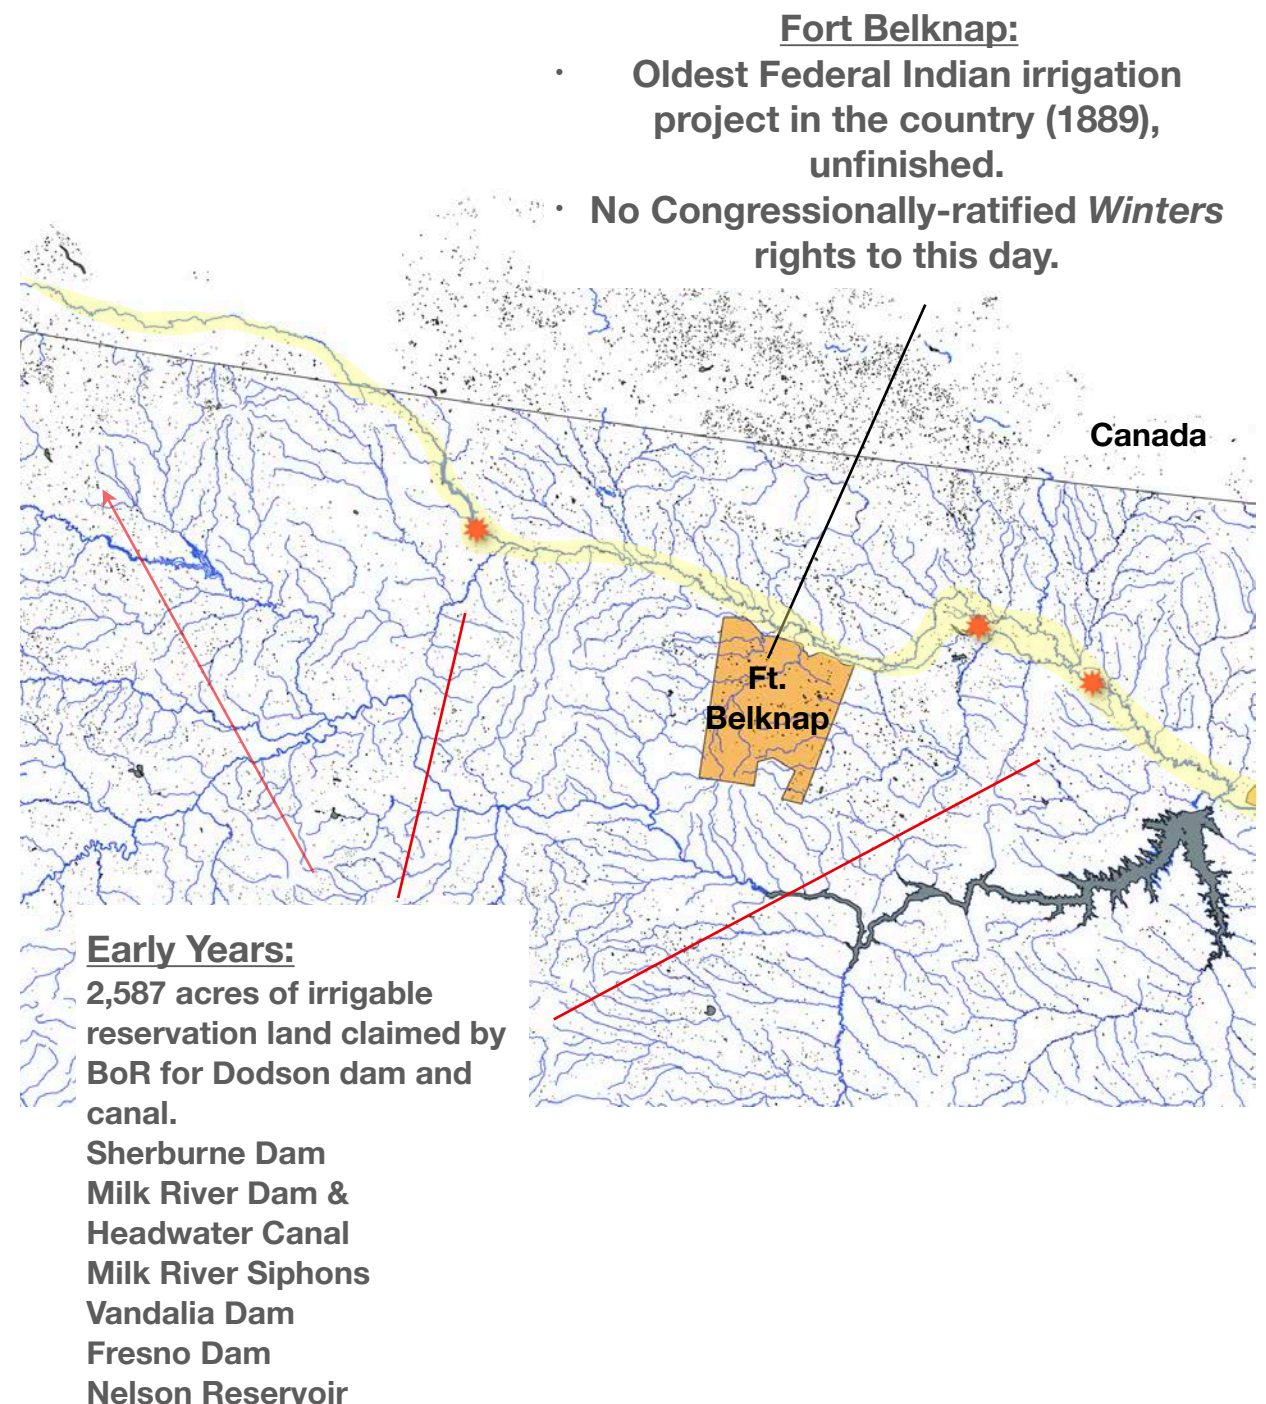 Fort Belknap:
• Oldest Federal Indian irrigation
project in the country (1889),
unfinished.
• No Congressionally-ratified Winters
rights to this day.
Canada
Ft.
Belknap
Early Years:
2,587 acres of irrigable
reservation land claimed by
BoR for Dodson dam and
canal.
Sherburne Dam
Milk River Dam &
Headwater Canal
Milk River Siphons
Vandalia Dam
Fresno Dam
Nelson Reservoir